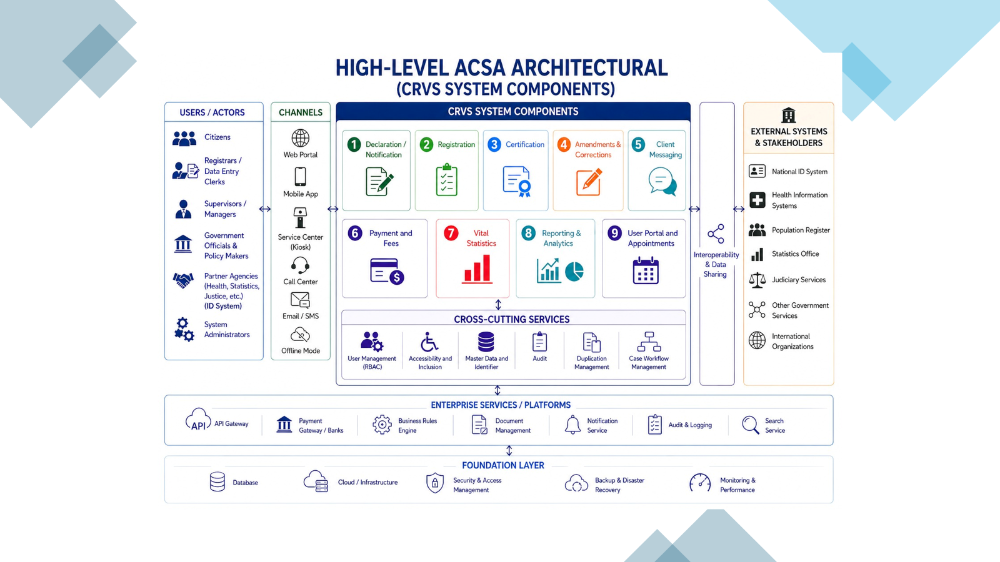 HIGH-LEVEL ACSA ARCHITECTURAL
(CRVS SYSTEM COMPONENTS)
USERS / ACTORS
Citizens
Registrars /
Data Entry
Clerks
Supervisors /
Managers
Government
Officials &
Policy Makers
Partner Agencies
(Health, Statistics,
Justice, etc.)
(ID System)
System
Administrators
CHANNELS
Web Portal
Mobile App
Service Center
(Kiosk)
Call Center
Email / SMS
Offline Mode
CRVS SYSTEM COMPONENTS
1 Declaration /
Notification
2 Registration
3 Certification
4 Amendments &
Corrections
5 Client
Messaging
6 Payment and
Fees
$
7 Vital
Statistics
8 Reporting &
Analytics
9 User Portal and
Appointments
CROSS-CUTTING SERVICES
User Management
(RBAC)
Accessibility and
Inclusion
Master Data and
Identifier
Audit
Duplication
Management
Case Workflow
Management
Interoperability
& Data
Sharing
EXTERNAL SYSTEMS
& STAKEHOLDERS
National ID System
Health Information
Systems
Population Register
Statistics Office
Judiciary Services
Other Government
Services
International
Organizations
ENTERPRISE SERVICES / PLATFORMS
API
API Gateway
Payment
Gateway / Banks
Business Rules
Engine
Document
Management
Notification
Service
Audit & Logging
Search
Service
FOUNDATION LAYER
Database
Cloud / Infrastructure
Security & Access
Management
Backup & Disaster
Recovery
Monitoring &
Performance